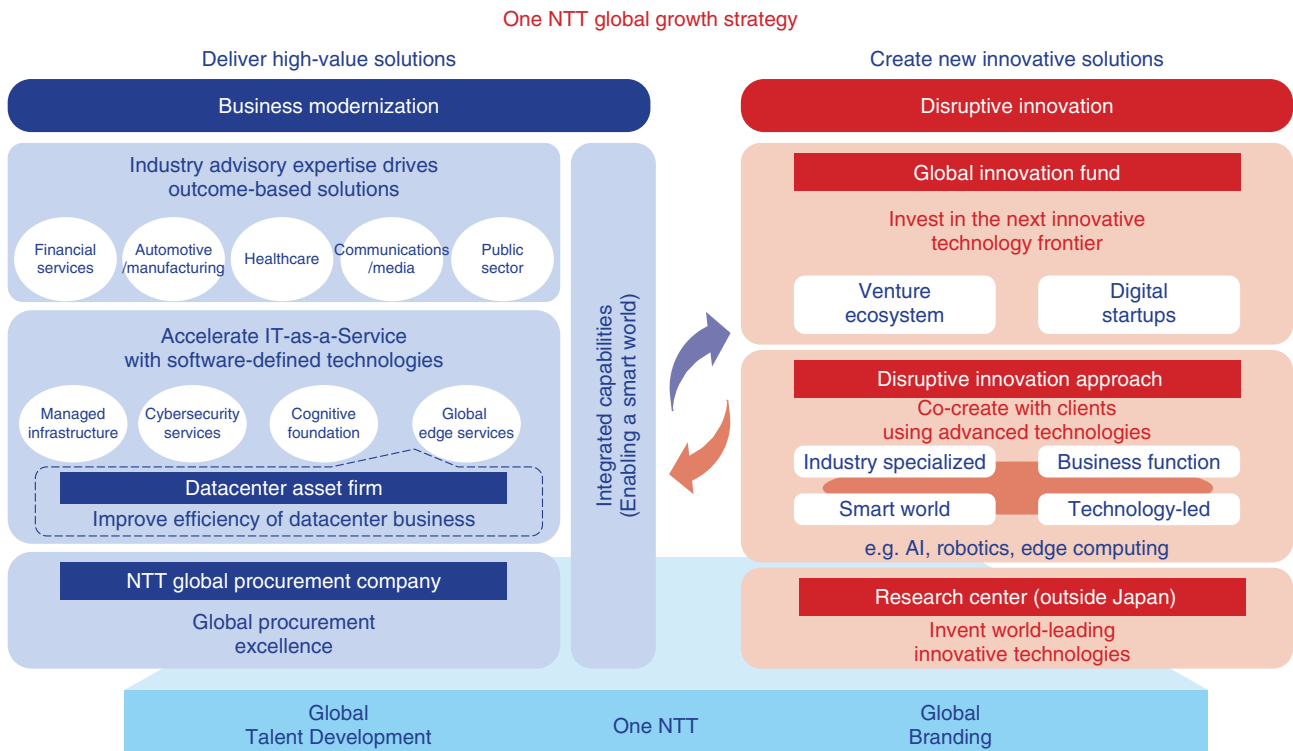 One NTT global growth strategy
Deliver high-value solutions
Business modernization
Industry advisory expertise drives
outcome-based solutions
Financial
services
Automotive
/manufacturing
Healthcare
Communications
/media
Public
sector
Accelerate IT-as-a-Service
with software-defined technologies
Managed
infrastructure
Cybersecurity
services
Cognitive
foundation
Global
edge services
Datacenter asset firm
Improve efficiency of datacenter business
NTT global procurement company
Global procurement
excellence
Integrated capabilities
(Enabling a smart world)
Create new innovative solutions
Disruptive innovation
Global innovation fund
Invest in the next innovative
technology frontier
Venture
ecosystem
Digital
startups
Disruptive innovation approach
Co-create with clients
using advanced technologies
Industry specialized
Business function
Smart world
Technology-led
e.g. AI, robotics, edge computing
Research center (outside Japan)
Invent world-leading
innovative technologies
Global
Talent Development
One NTT
Global
Branding